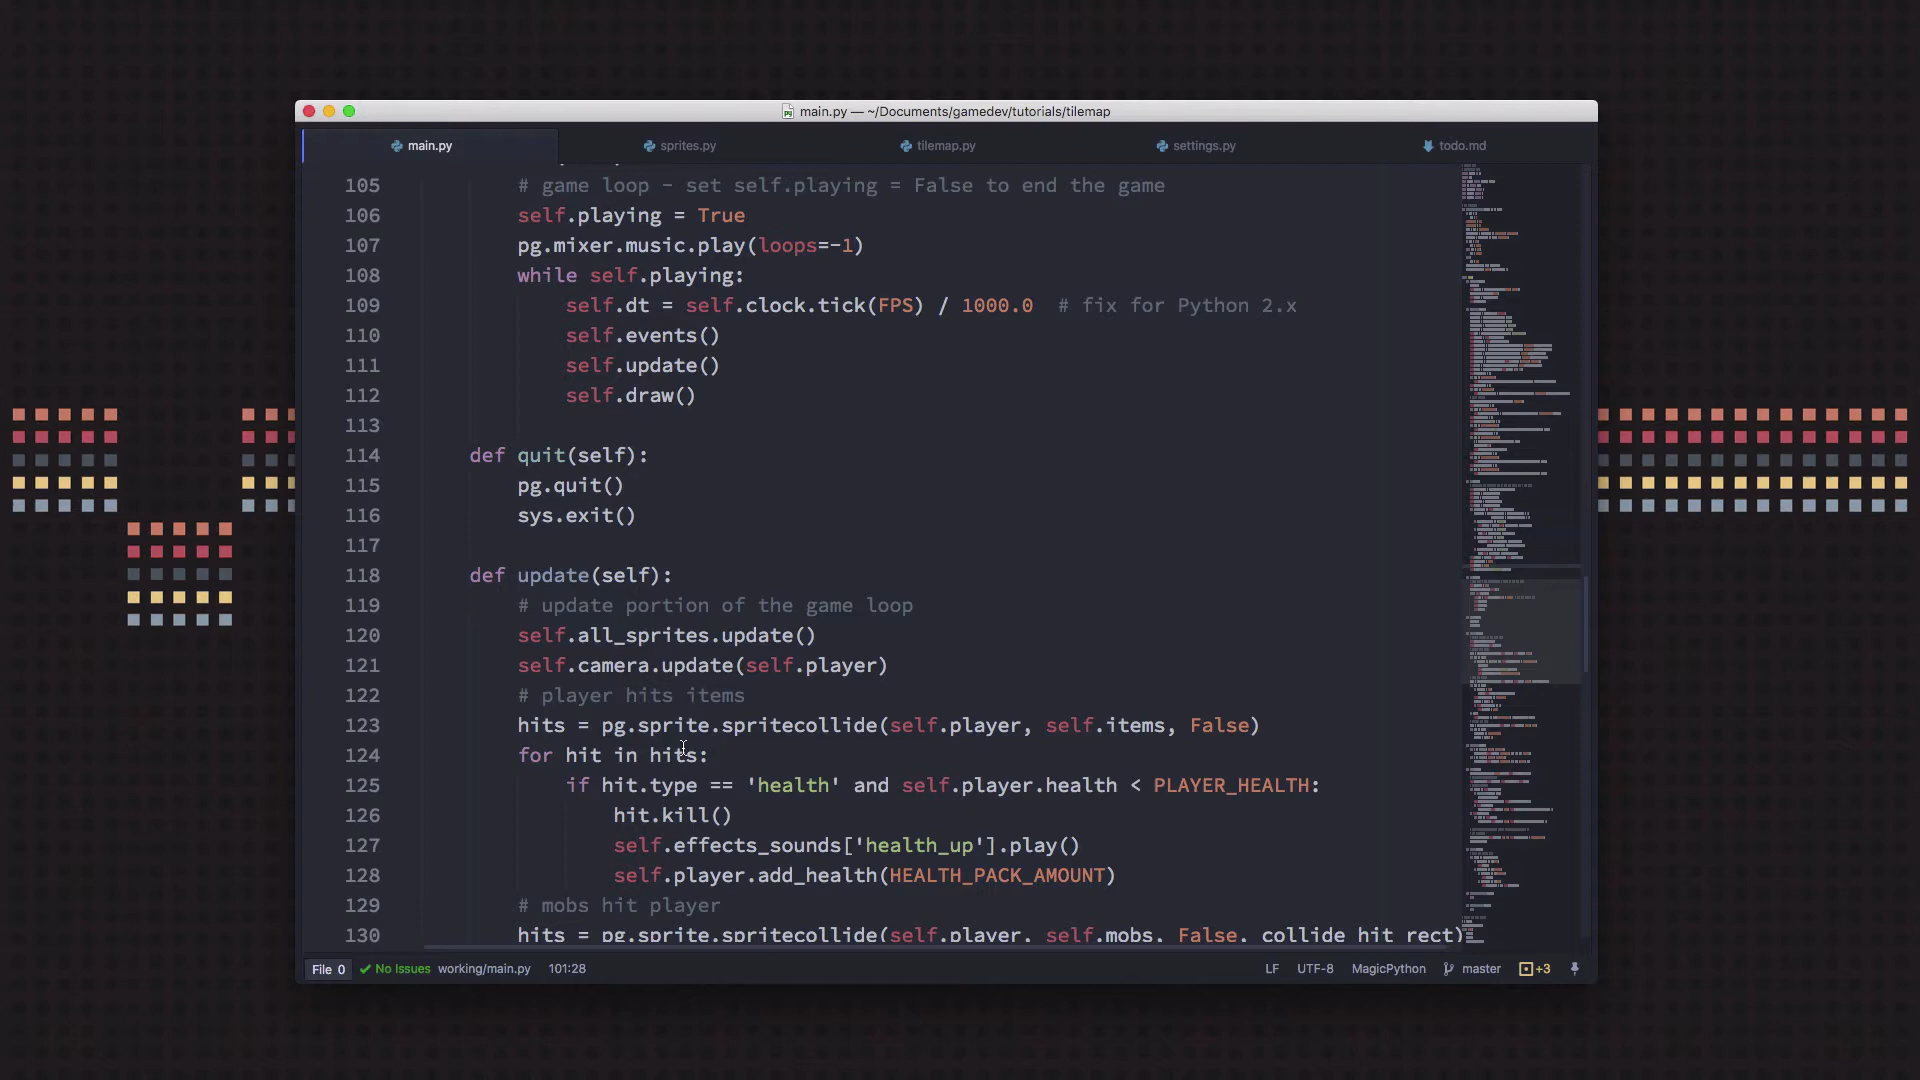 main.py — ~/Documents/gamedev/tutorials/tilemap
main.py sprites.py tilemap.py settings.py todo.md
105 # game loop - set self.playing = False to end the game
106 self.playing = True
107 pg.mixer.music.play(loops=-1)
108 while self.playing:
109 self.dt = self.clock.tick(FPS) / 1000.0  # fix for Python 2.x
110 self.events()
111 self.update()
112 self.draw()
113
114 def quit(self):
115 pg.quit()
116 sys.exit()
117
118 def update(self):
119 # update portion of the game loop
120 self.all_sprites.update()
121 self.camera.update(self.player)
122 # player hits items
123 hits = pg.sprite.spritecollide(self.player, self.items, False)
124 for hit in hits:
125 if hit.type == 'health' and self.player.health < PLAYER_HEALTH:
126 hit.kill()
127 self.effects_sounds['health_up'].play()
128 self.player.add_health(HEALTH_PACK_AMOUNT)
129 # mobs hit player
130 hits = pg.sprite.spritecollide(self.player, self.mobs, False, collide_hit_rect)
File 0 No Issues working/main.py 101:28 LF UTF-8 MagicPython master +3